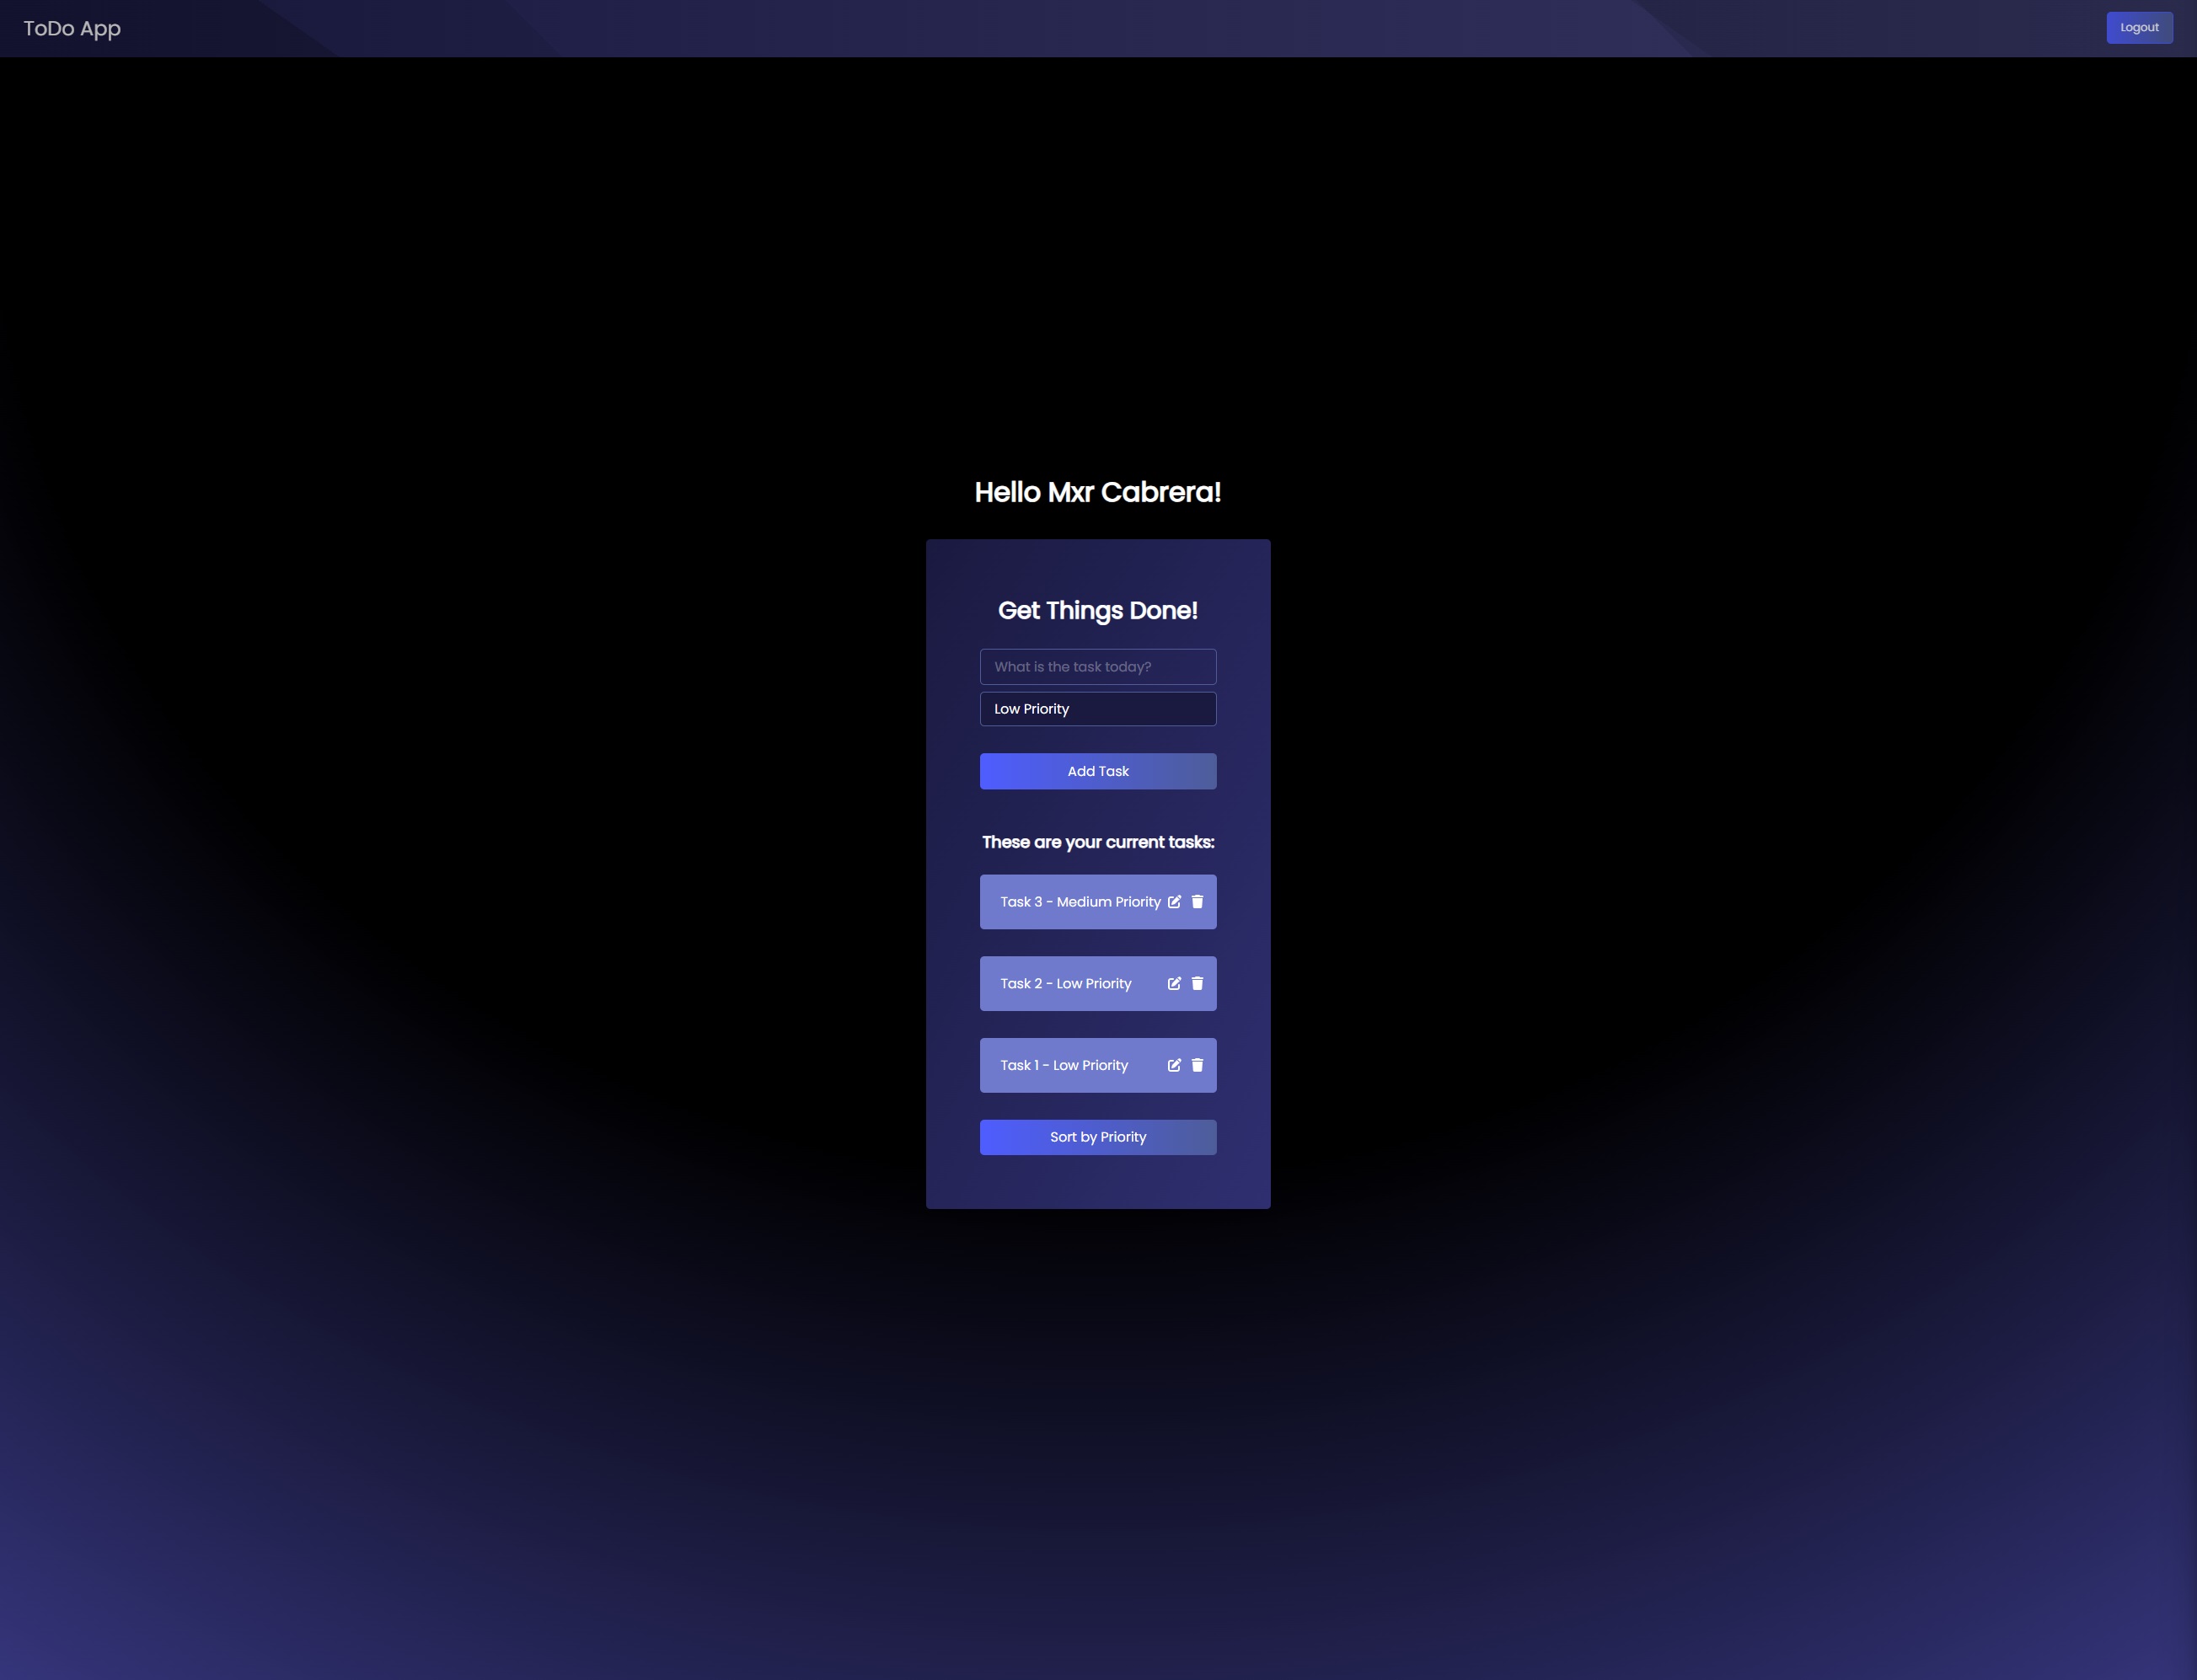 ToDo App
Logout
Hello Mxr Cabrera!
Get Things Done!
What is the task today?
Low Priority
Add Task
These are your current tasks:
Task 3 - Medium Priority
Task 2 - Low Priority
Task 1 - Low Priority
Sort by Priority